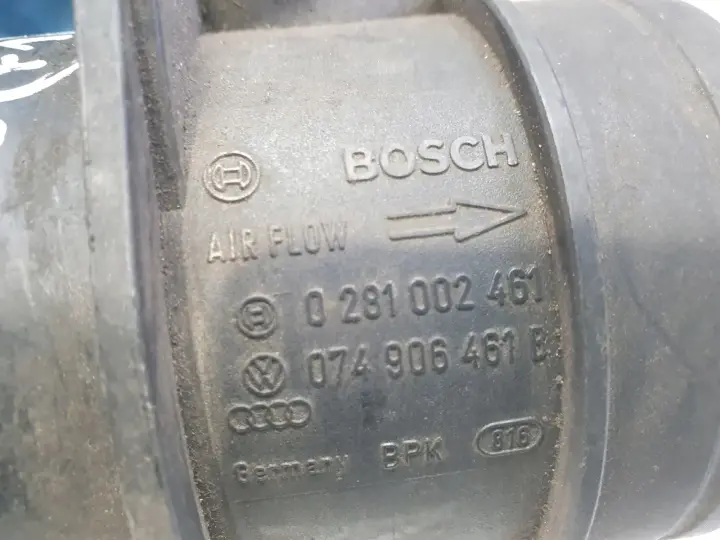 BOSCH
AIR FLOW
0 281 002 461
074 906 461 B
Germany BPK 816